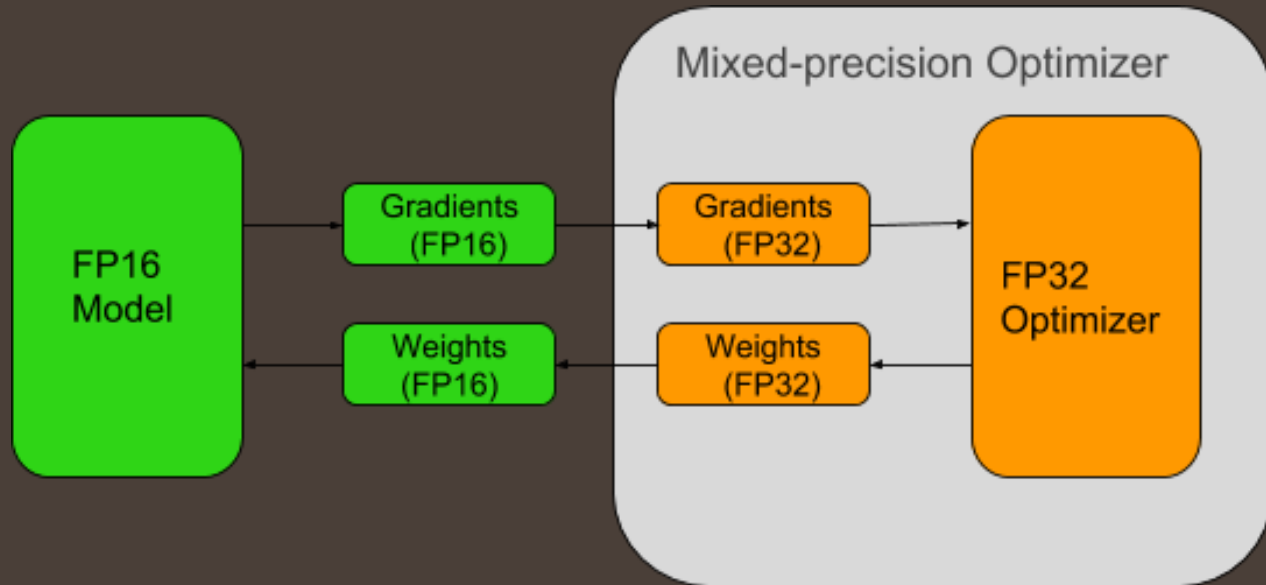 Mixed-precision Optimizer
FP16
Model
Gradients
(FP16)
Gradients
(FP32)
Weights
(FP16)
Weights
(FP32)
FP32
Optimizer